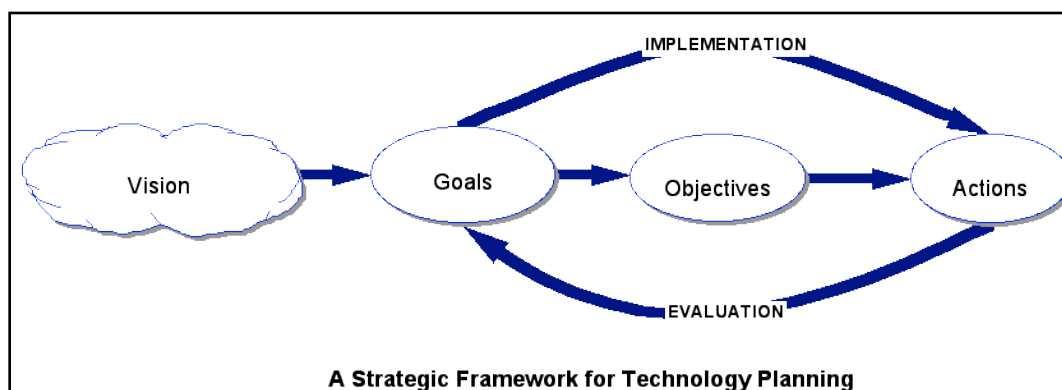 IMPLEMENTATION
Vision
Goals
Objectives
Actions
EVALUATION
A Strategic Framework for Technology Planning